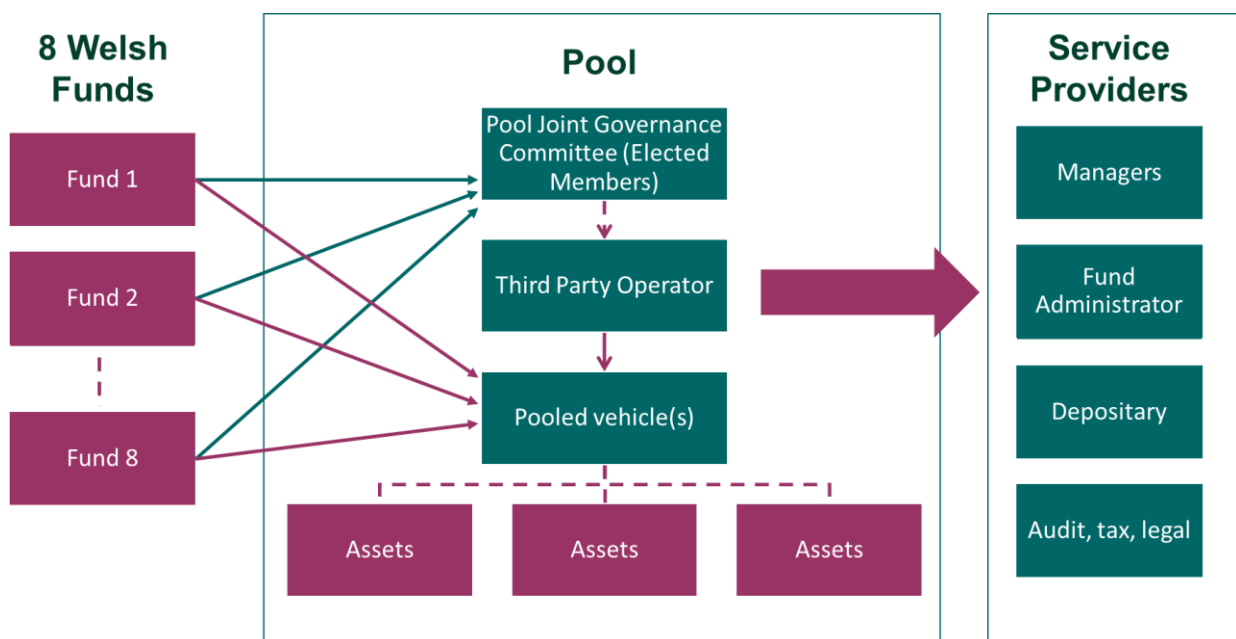 8 Welsh
Funds
Fund 1
Fund 2
Fund 8
Pool
Pool Joint Governance
Committee (Elected
Members)
Third Party Operator
Pooled vehicle(s)
Assets
Assets
Assets
Service
Providers
Managers
Fund
Administrator
Depositary
Audit, tax, legal